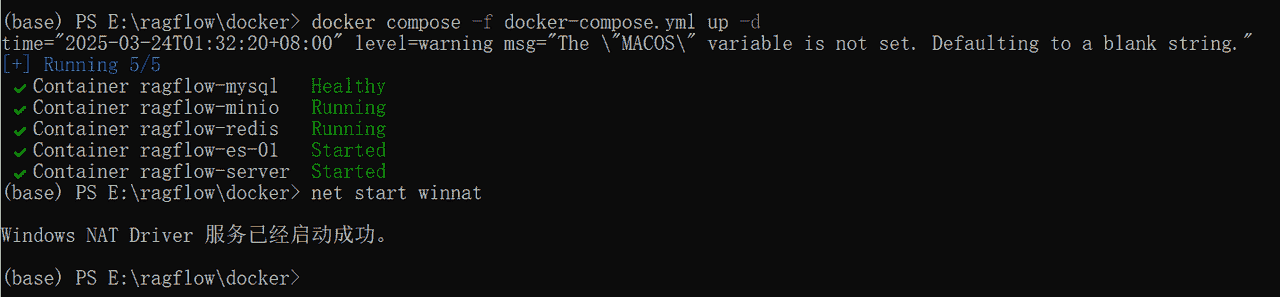 (base) PS E:\ragflow\docker> docker compose -f docker-compose.yml up -d
time="2025-03-24T01:32:20+08:00" level=warning msg="The \"MACOS\" variable is not set. Defaulting to a blank string."
[+] Running 5/5
✔ Container ragflow-mysql   Healthy
✔ Container ragflow-minio   Running
✔ Container ragflow-redis   Running
✔ Container ragflow-es-01   Started
✔ Container ragflow-server  Started
(base) PS E:\ragflow\docker> net start winnat
Windows NAT Driver 服务已经启动成功。
(base) PS E:\ragflow\docker>